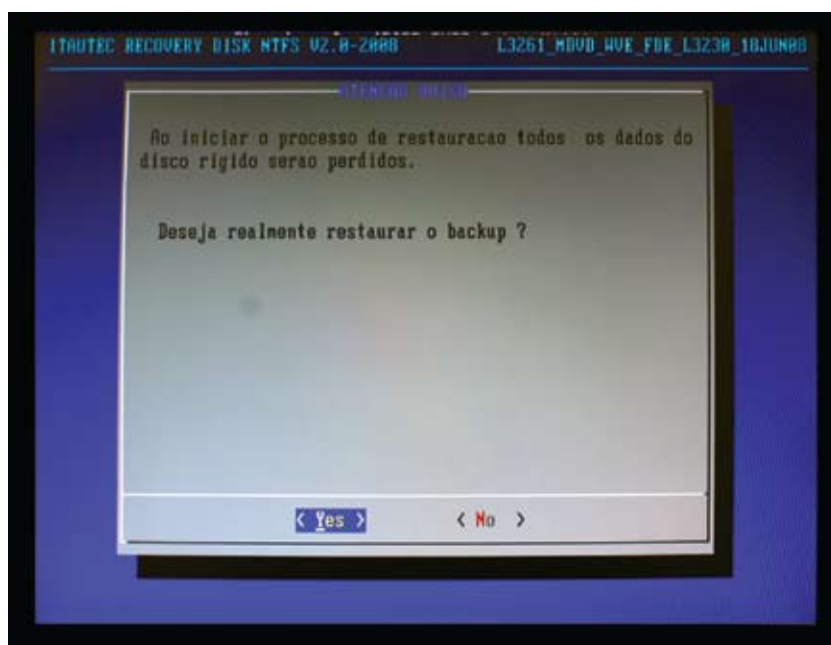 ITAUTEC RECOVERY DISK NTFS V2.0-2008 L3261_MDVD_WVE_FDE_L3230_18JUN08
Ao iniciar o processo de restauracao todos os dados do
disco rigido serao perdidos.
Deseja realmente restaurar o backup ?
< Yes > < No >